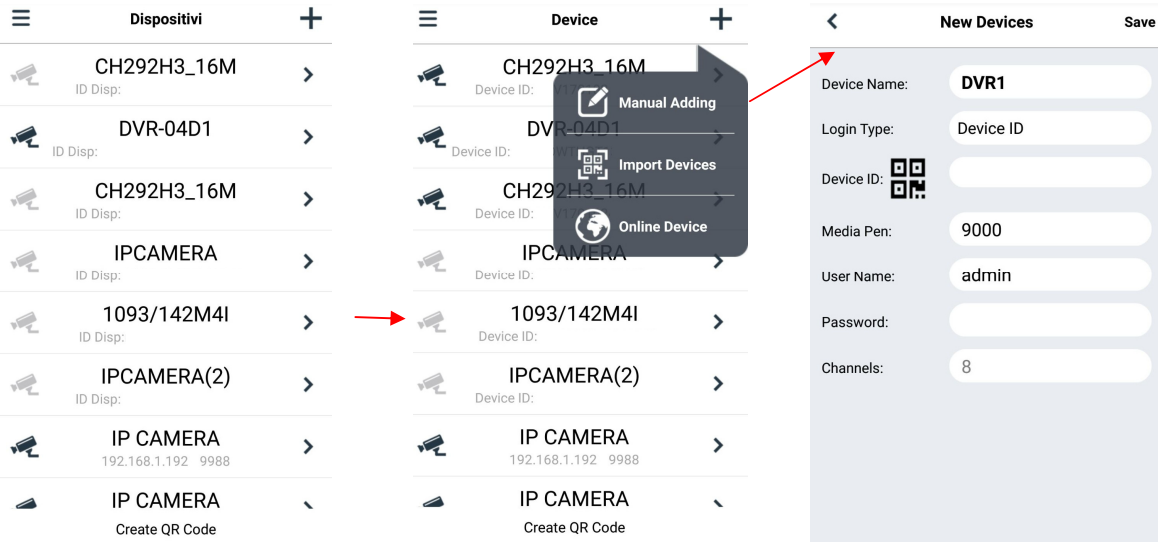 Dispositivi
CH292H3_16M
ID Disp:
DVR-04D1
ID Disp:
CH292H3_16M
ID Disp:
IPCAMERA
ID Disp:
1093/142M4I
ID Disp:
IPCAMERA(2)
ID Disp:
IP CAMERA
192.168.1.192 9988
IP CAMERA
Create QR Code
Device
CH292H3_16M
Device ID:
Manual Adding
DVR-04D1
Device ID:
Import Devices
CH292H3_16M
Device ID:
Online Device
IPCAMERA
Device ID:
1093/142M4I
Device ID:
IPCAMERA(2)
Device ID:
IP CAMERA
192.168.1.192 9988
IP CAMERA
Create QR Code
New Devices Save
Device Name: DVR1
Login Type: Device ID
Device ID:
Media Pen: 9000
User Name: admin
Password:
Channels: 8